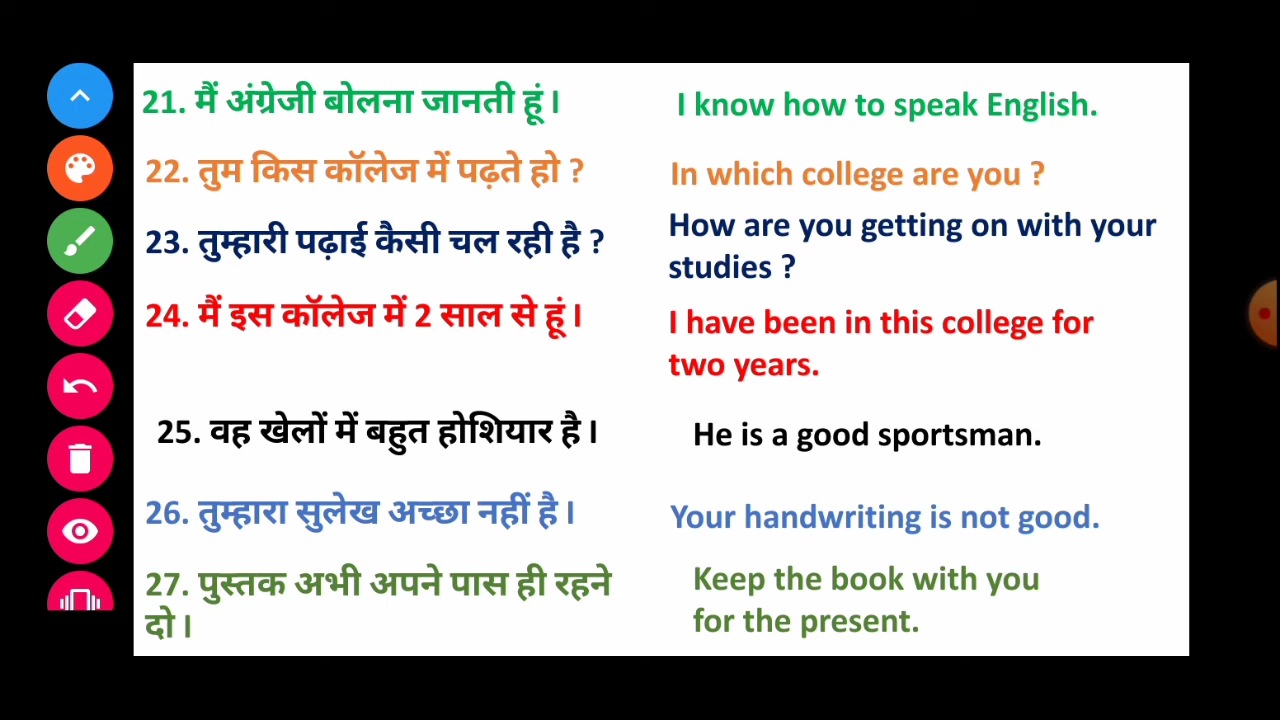 21. मैं अंग्रेजी बोलना जानती हूं I
I know how to speak English.
22. तुम किस कॉलेज में पढ़ते हो ?
In which college are you ?
23. तुम्हारी पढ़ाई कैसी चल रही है ?
How are you getting on with your
studies ?
24. मैं इस कॉलेज में 2 साल से हूं I
I have been in this college for
two years.
25. वह खेलों में बहुत होशियार है I
He is a good sportsman.
26. तुम्हारा सुलेख अच्छा नहीं है I
Your handwriting is not good.
27. पुस्तक अभी अपने पास ही रहने
दो I
Keep the book with you
for the present.